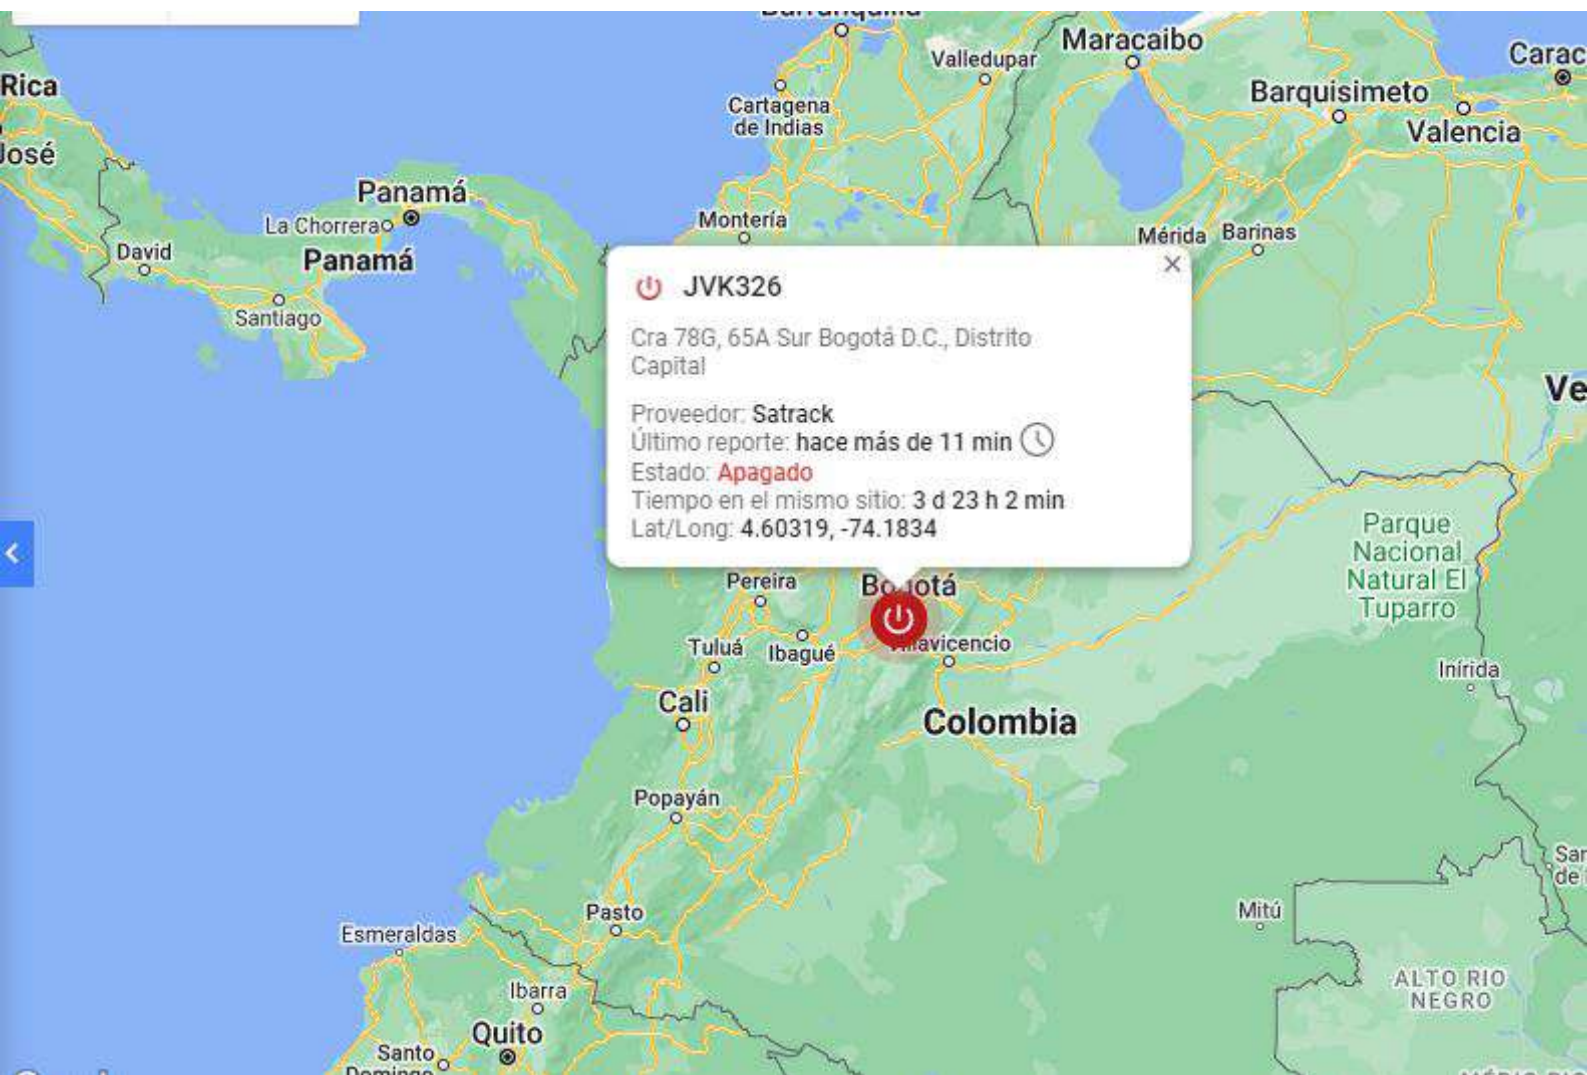 Valledupar
Maracaibo
Rica
Cartagena
de Indias
Barquisimeto
Valencia
José
Panamá
La Chorrera
Montería
David
Panamá
Mérida
Barinas
Santiago
JVK326
Cra 78G, 65A Sur Bogotá D.C., Distrito
Capital
Proveedor: Satrack
Último reporte: hace más de 11 min
Estado: Apagado
Tiempo en el mismo sitio: 3 d 23 h 2 min
Lat/Long: 4.60319, -74.1834
Parque
Nacional
Natural El
Tuparro
Pereira
Bogotá
Tuluá
Ibagué
Inírida
Cali
Colombia
Popayán
Pasto
Mitú
Esmeraldas
Ibarra
ALTO RIO
NEGRO
Quito
Santo
Domingo